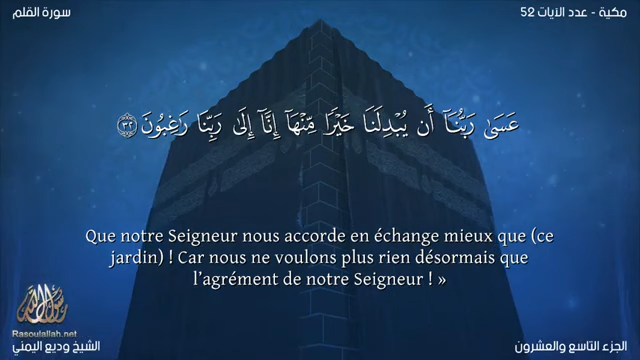 مكية - عدد الآيات 52
سورة القلم
عَسَىٰ رَبُّنَآ أَن يُبْدِلَنَا خَيْرًا مِّنْهَآ إِنَّآ إِلَىٰ رَبِّنَا رَٰغِبُونَ ٣٢
Que notre Seigneur nous accorde en échange mieux que (ce
jardin) ! Car nous ne voulons plus rien désormais que
l’agrément de notre Seigneur ! »
رسول الله
Rasoulallah.net
الشيخ وديع اليمني
الجزء التاسع والعشرون